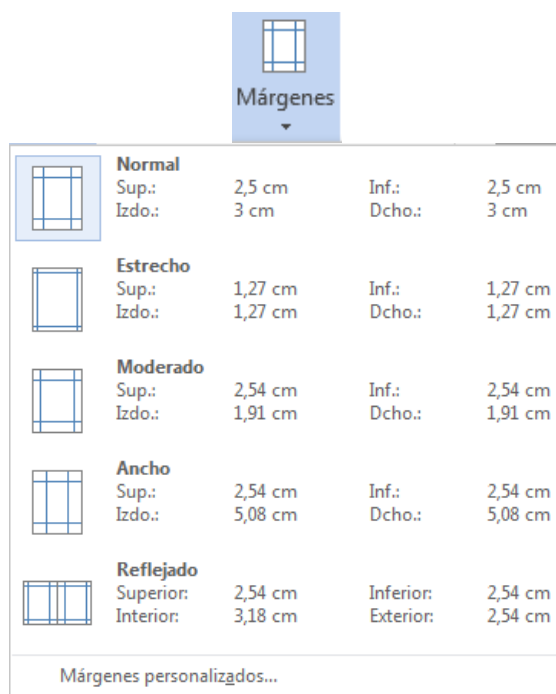 Márgenes
Normal
Sup.: 2,5 cm Inf.: 2,5 cm
Izdo.: 3 cm Dcho.: 3 cm
Estrecho
Sup.: 1,27 cm Inf.: 1,27 cm
Izdo.: 1,27 cm Dcho.: 1,27 cm
Moderado
Sup.: 2,54 cm Inf.: 2,54 cm
Izdo.: 1,91 cm Dcho.: 1,91 cm
Ancho
Sup.: 2,54 cm Inf.: 2,54 cm
Izdo.: 5,08 cm Dcho.: 5,08 cm
Reflejado
Superior: 2,54 cm Inferior: 2,54 cm
Interior: 3,18 cm Exterior: 2,54 cm
Márgenes personalizados...